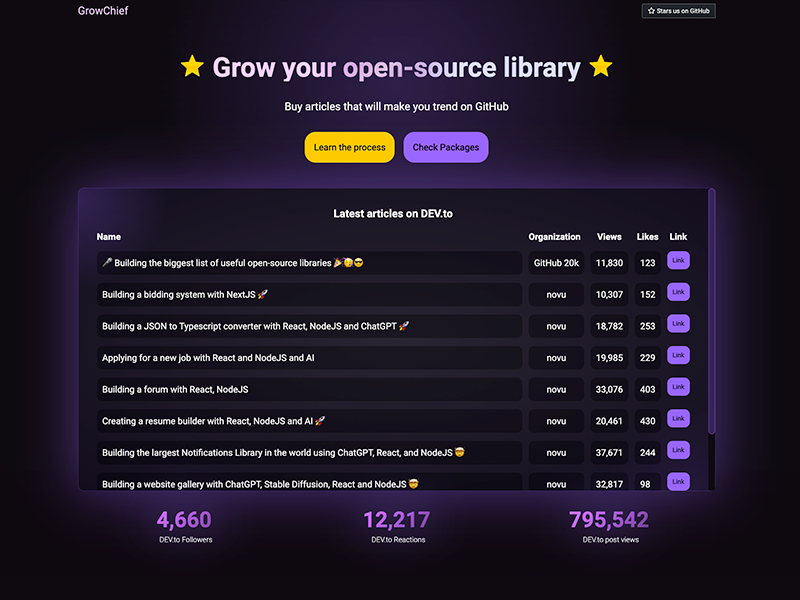 GrowChief
Stars us on GitHub
⭐ Grow your open-source library ⭐
Buy articles that will make you trend on GitHub
Learn the process
Check Packages
Latest articles on DEV.to
Name Organization Views Likes Link
🎤 Building the biggest list of useful open-source libraries 🎉🥳😎 GitHub 20k 11,830 123 Link
Building a bidding system with NextJS 🚀 novu 10,307 152 Link
Building a JSON to Typescript converter with React, NodeJS and ChatGPT 🚀 novu 18,782 253 Link
Applying for a new job with React and NodeJS and AI novu 19,985 229 Link
Building a forum with React, NodeJS novu 33,076 403 Link
Creating a resume builder with React, NodeJS and AI 🚀 novu 20,461 430 Link
Building the largest Notifications Library in the world using ChatGPT, React, and NodeJS 🤯 novu 37,671 244 Link
Building a website gallery with ChatGPT, Stable Diffusion, React and NodeJS 🤯 novu 32,817 98 Link
4,660 12,217 795,542
DEV.to Followers DEV.to Reactions DEV.to post views